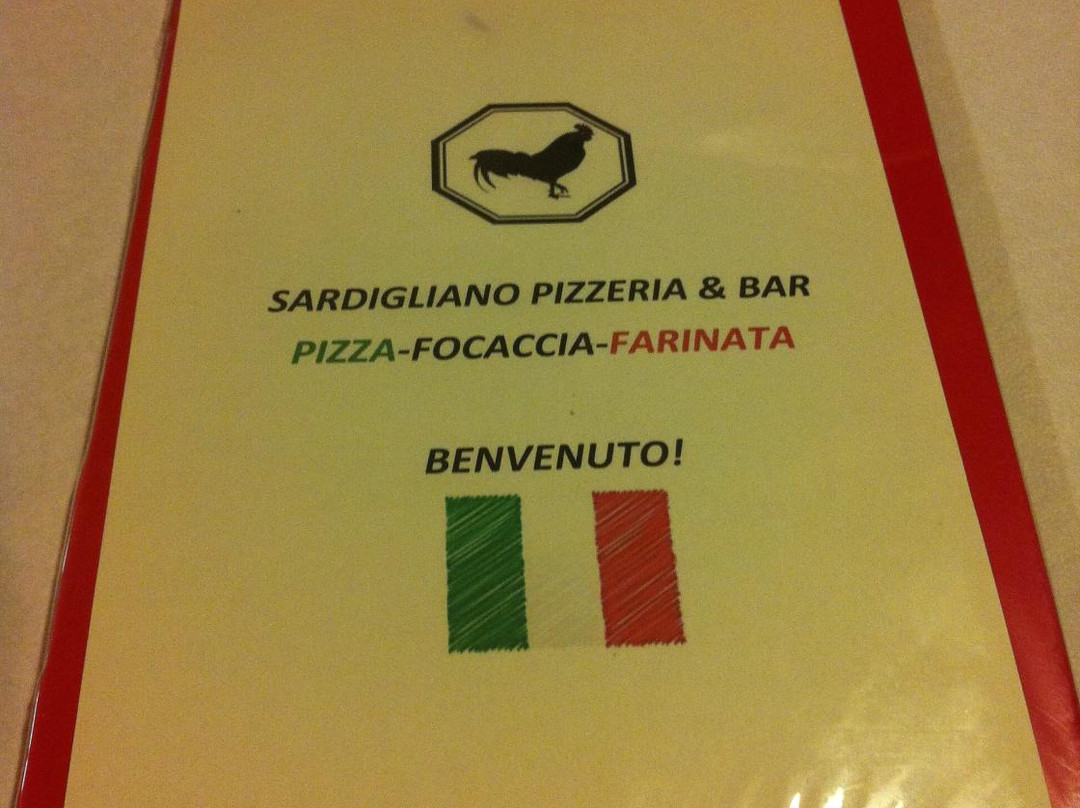 SARDIGLIANO PIZZERIA & BAR
PIZZA-FOCACCIA-FARINATA
BENVENUTO!